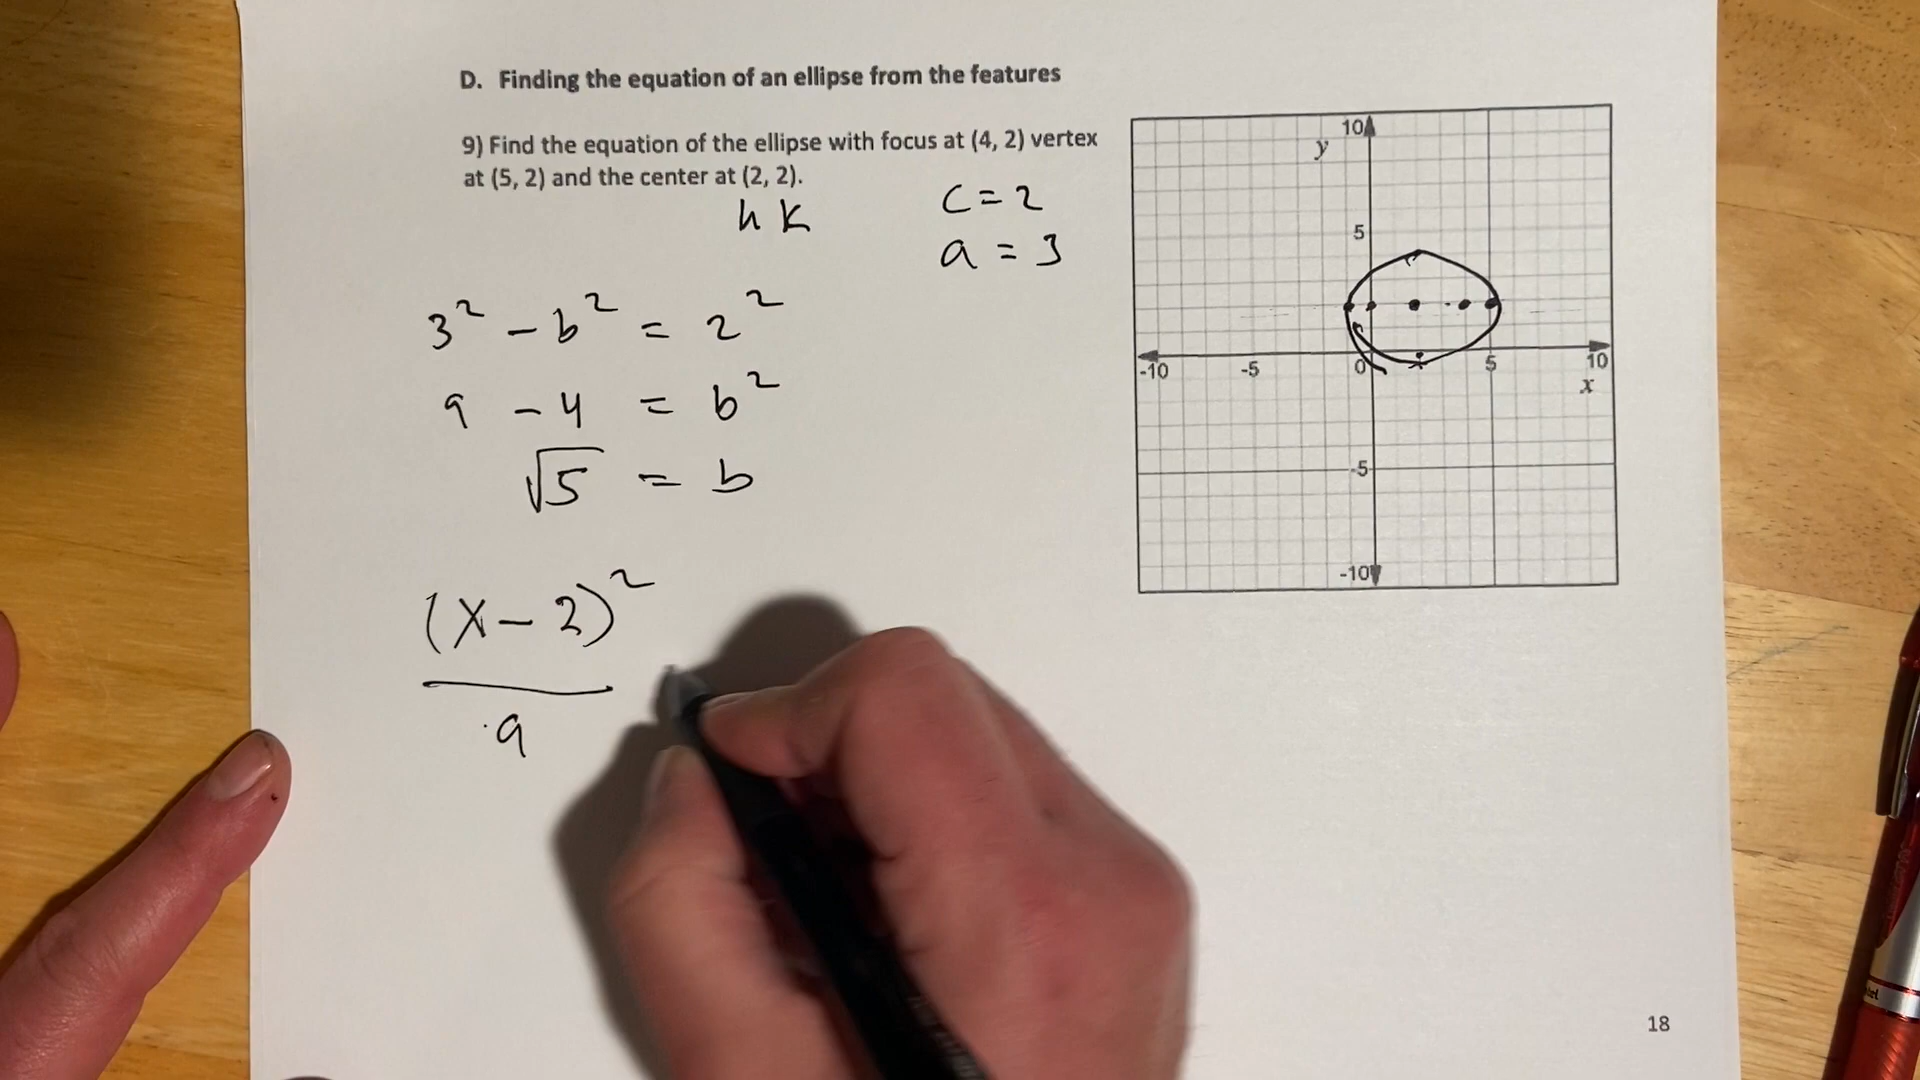 D. Finding the equation of an ellipse from the features
9) Find the equation of the ellipse with focus at (4, 2) vertex
at (5, 2) and the center at (2, 2).
h k
c = 2
a = 3
3² - b² = 2²
9 - 4 = b²
√5 = b
(x - 2)²
9
10
y
5
-10
-5
0
5
10
x
-5
-10
18